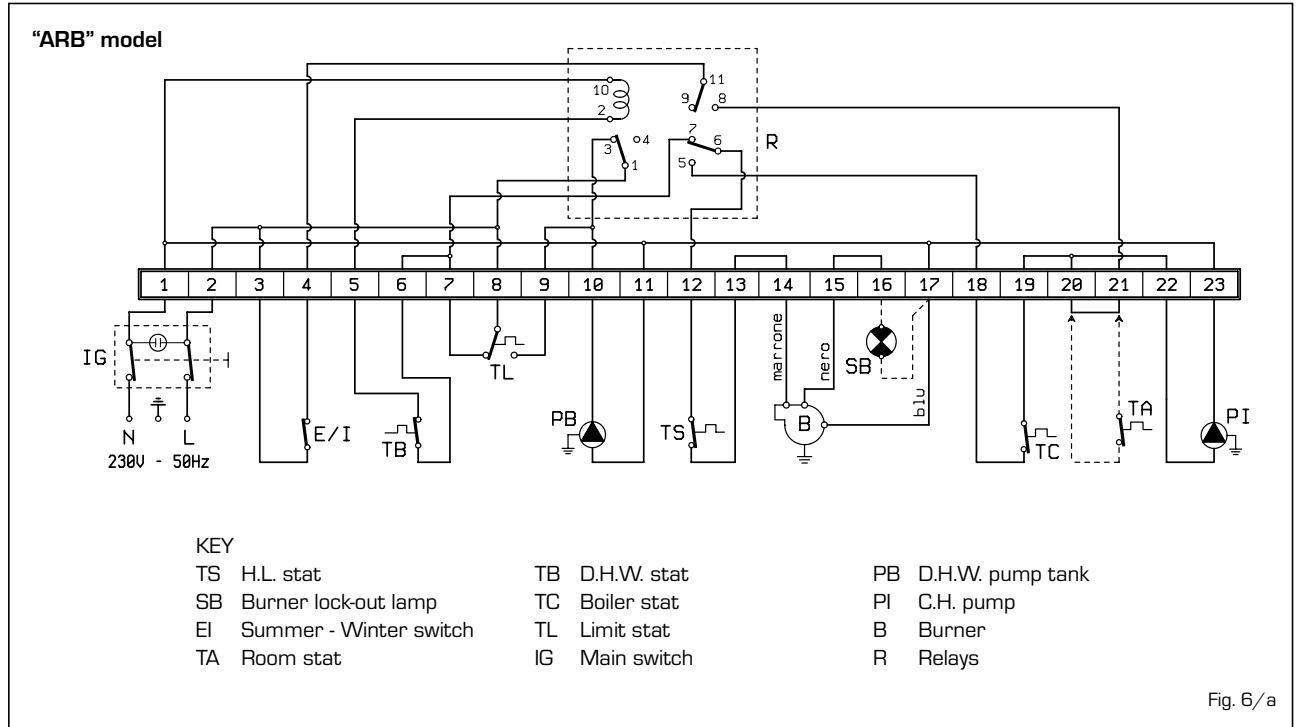 “ARB” model
11
10
9
8
2
7
6
3
4
R
5
1
1 2 3 4 5 6 7 8 9 10 11 12 13 14 15 16 17 18 19 20 21 22 23
marrone
nero
IG
TL
SB
blu
TA
E/I
PB
TS
B
PI
TB
TC
N L
230V - 50Hz
KEY
TS H.L. stat
SB Burner lock-out lamp
EI Summer - Winter switch
TA Room stat
TB D.H.W. stat
TC Boiler stat
TL Limit stat
IG Main switch
PB D.H.W. pump tank
PI C.H. pump
B Burner
R Relays
Fig. 6/a